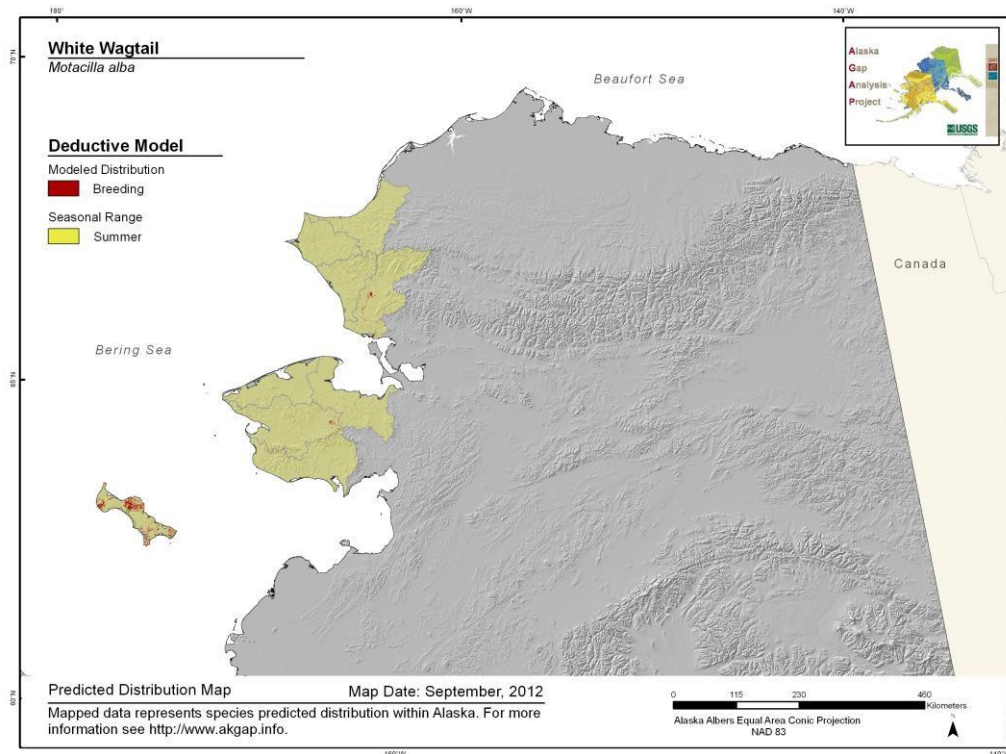 180°
160°W
140°W
70°N
White Wagtail
Motacilla alba
Beaufort Sea
Alaska
Gap
Analysis
Project
USGS
Deductive Model
Modeled Distribution
Breeding
Seasonal Range
Summer
Canada
Bering Sea
65°N
60°N
Predicted Distribution Map
Map Date: September, 2012
Mapped data represents species predicted distribution within Alaska. For more
information see http://www.akgap.info.
0 115 230 460
Kilometers
Alaska Albers Equal Area Conic Projection
NAD 83
N
160°W
140°W